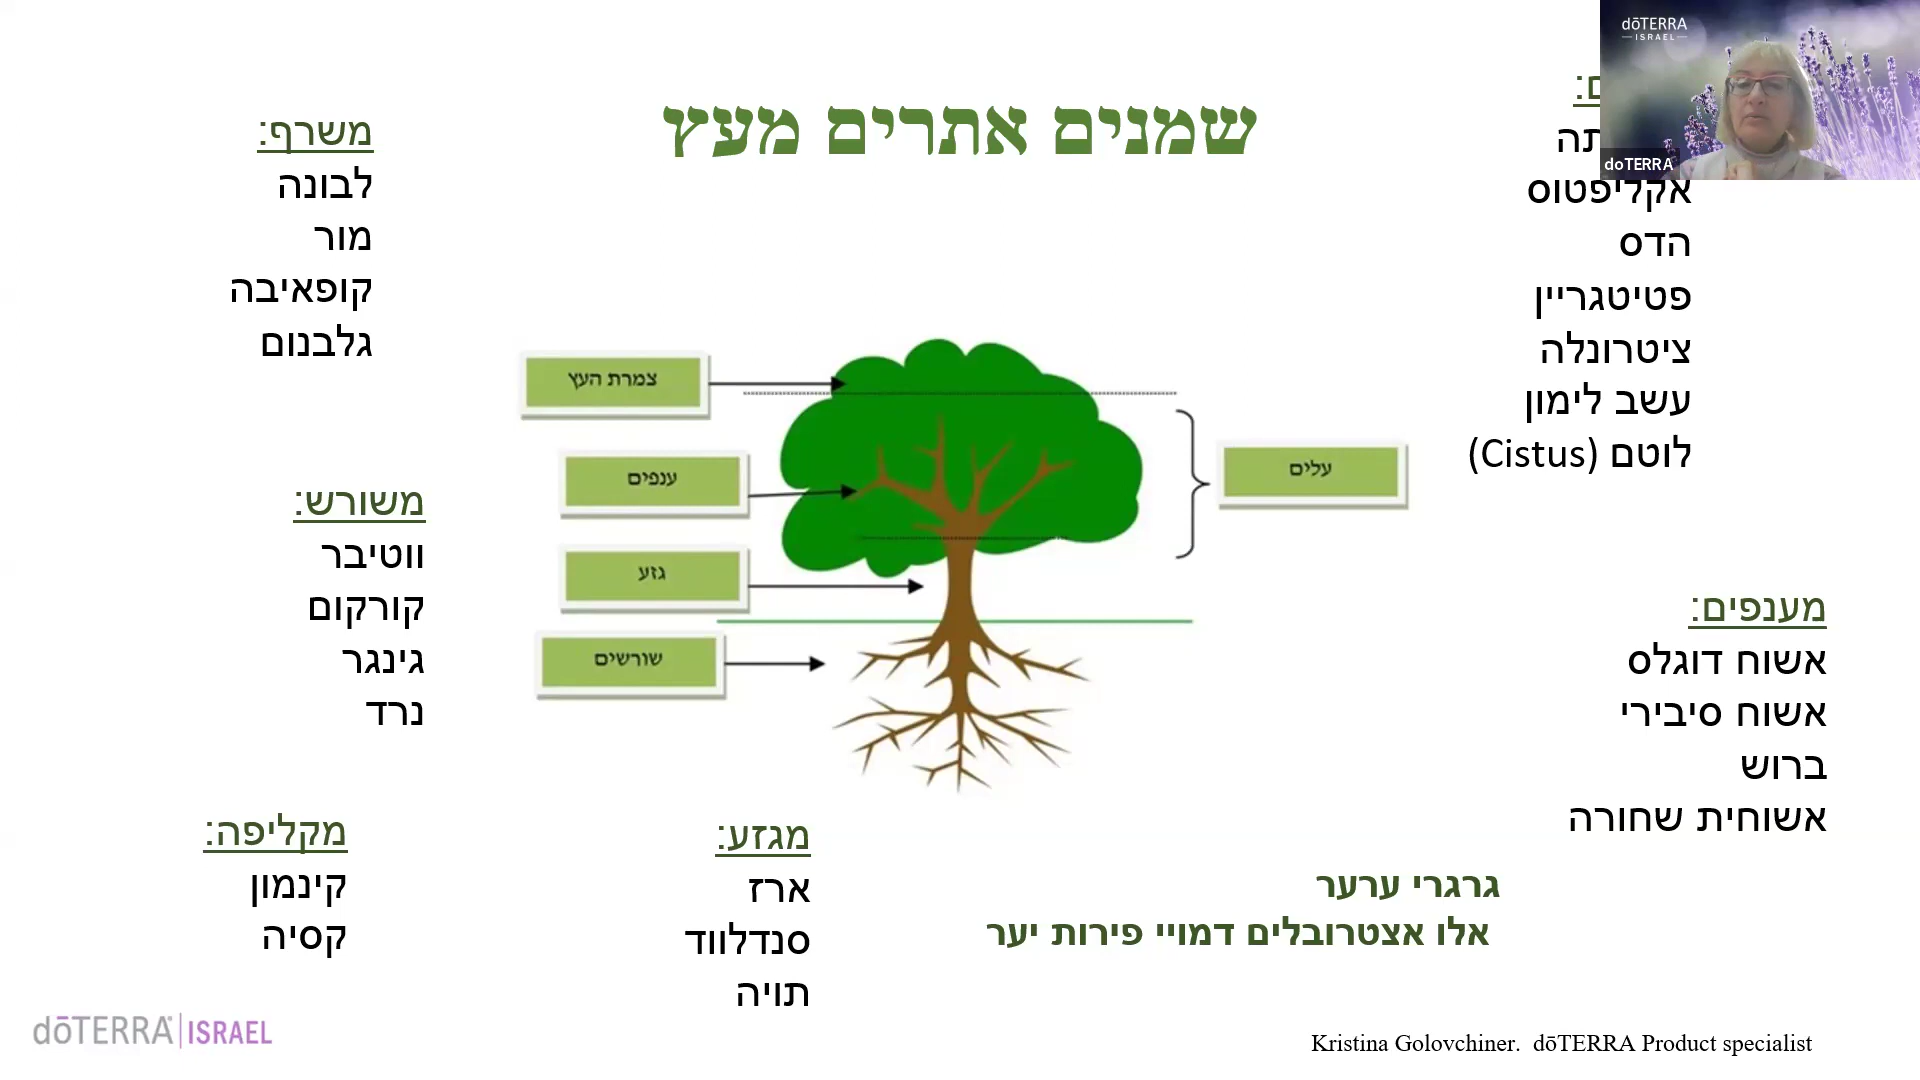 שמנים אתרים מעץ
dōTERRA
ISRAEL
doTERRA
אקליפטוס
הדס
פטיטגריין
ציטרונלה
עשב לימון
לוטם (Cistus)
משרף:
לבונה
מור
קופאיבה
גלבנום
צמרת העץ
ענפים
גזע
שורשים
עלים
משורש:
ווטיבר
קורקום
גינגר
נרד
מענפים:
אשוח דוגלס
אשוח סיבירי
ברוש
אשוחית שחורה
מקליפה:
קינמון
קסיה
מגזע:
ארז
סנדלווד
תויה
גרגרי ערער
אלו אצטרובלים דמויי פירות יער
dōTERRA | ISRAEL
Kristina Golovchiner. dōTERRA Product specialist